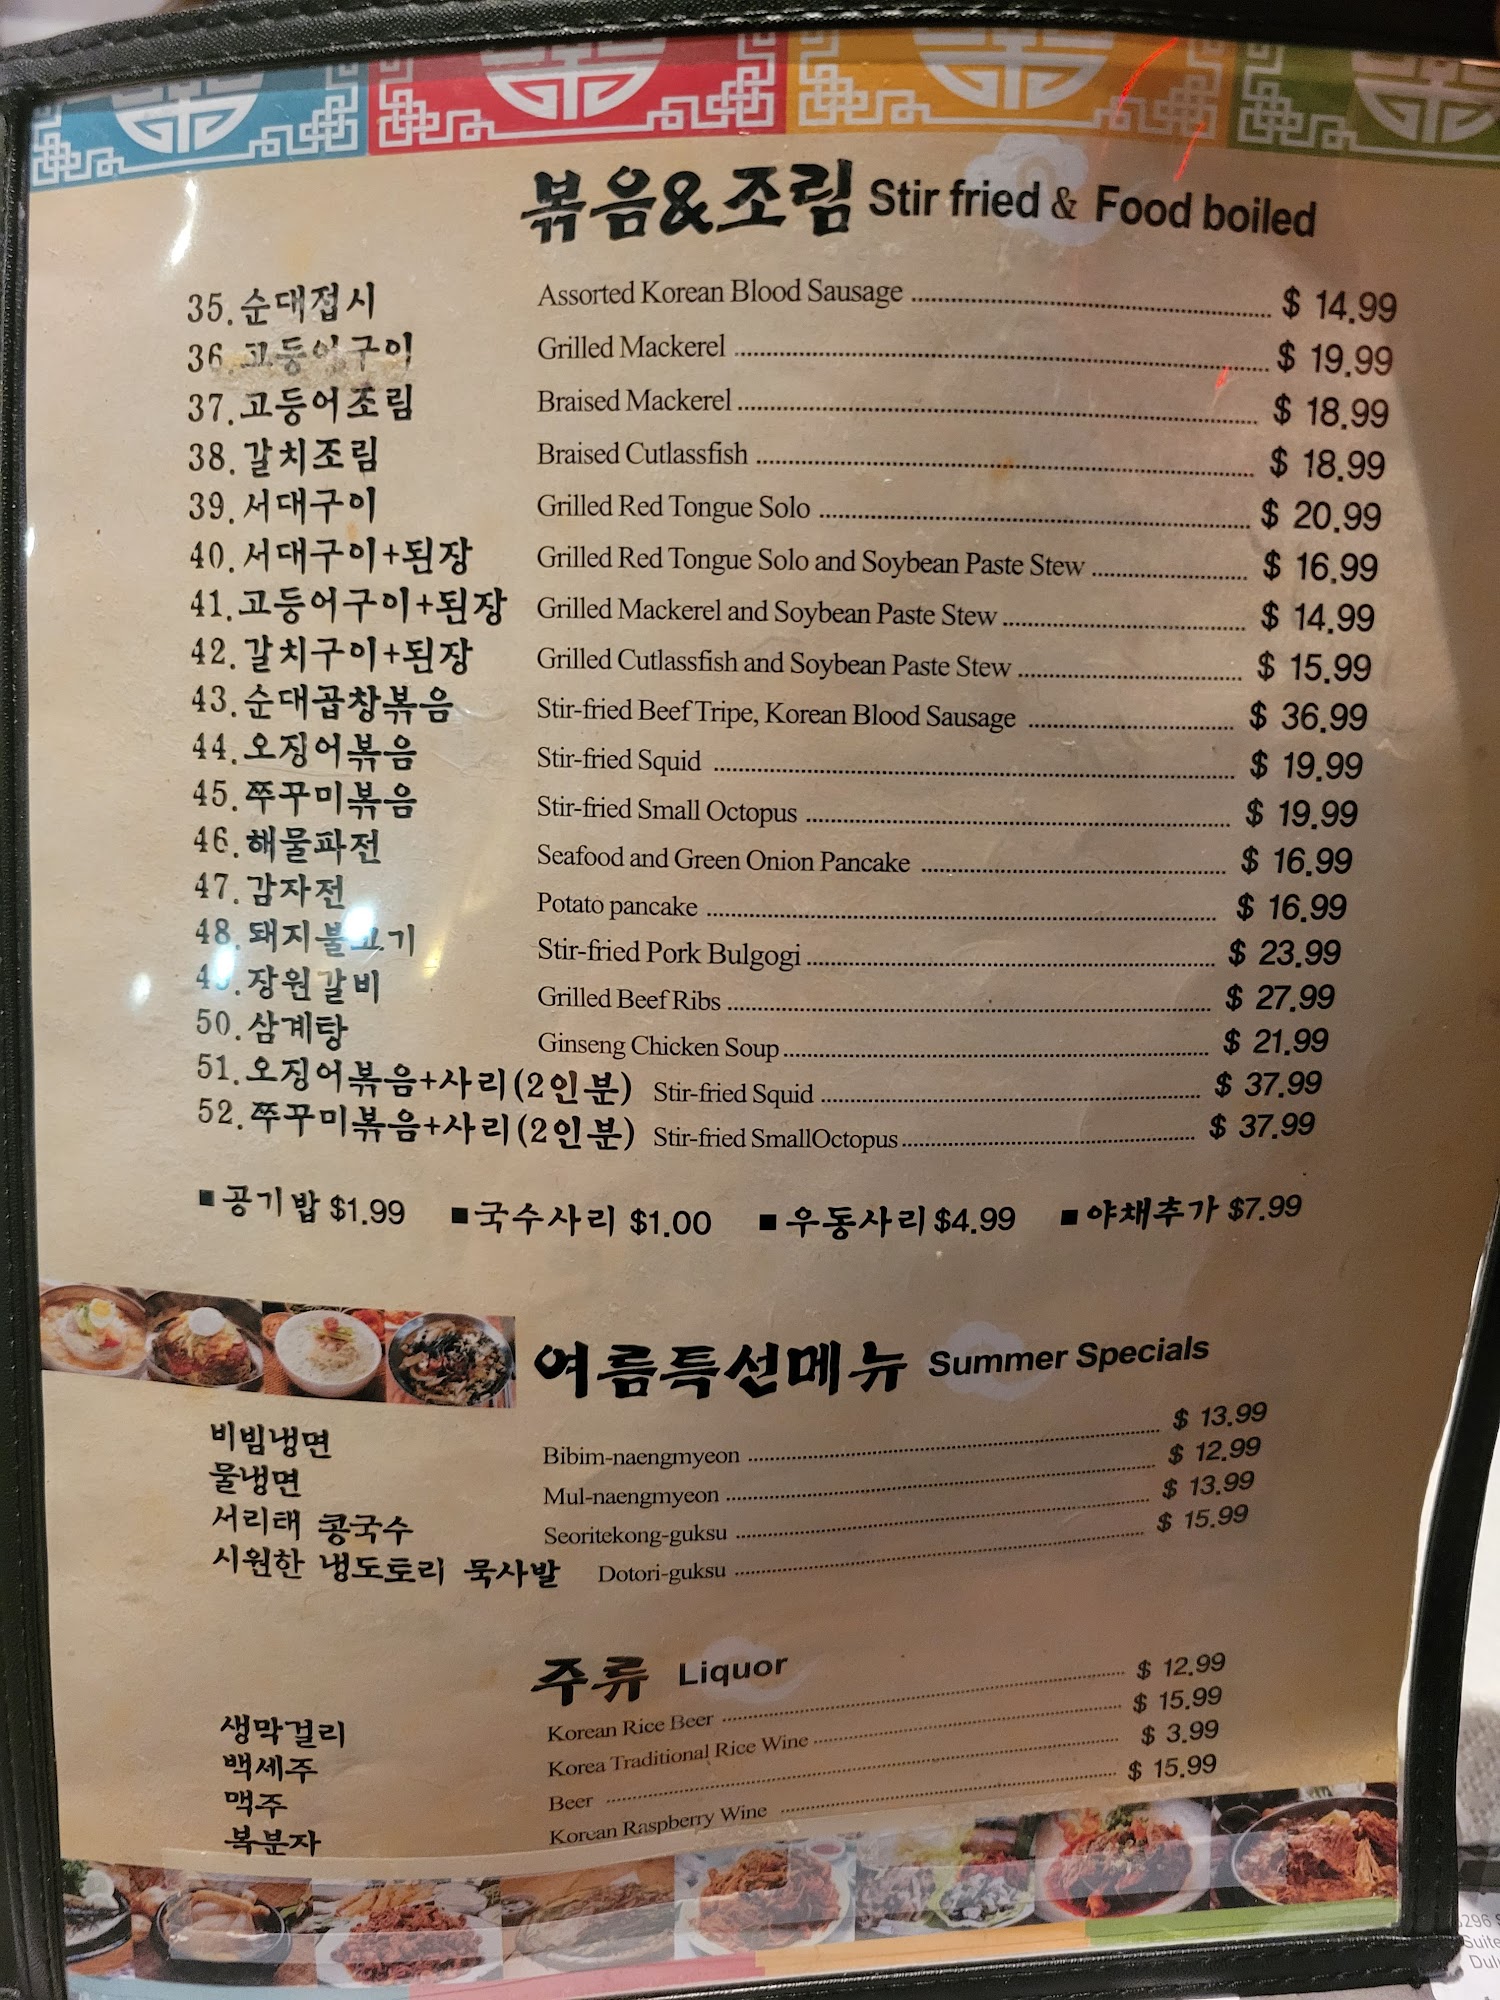 볶음&조림 Stir fried & Food boiled
35. 순대접시 Assorted Korean Blood Sausage $ 14.99
36. 고등어구이 Grilled Mackerel $ 19.99
37. 고등어조림 Braised Mackerel $ 18.99
38. 갈치조림 Braised Cutlassfish $ 18.99
39. 서대구이 Grilled Red Tongue Solo $ 20.99
40. 서대구이+된장 Grilled Red Tongue Solo and Soybean Paste Stew $ 16.99
41. 고등어구이+된장 Grilled Mackerel and Soybean Paste Stew $ 14.99
42. 갈치구이+된장 Grilled Cutlassfish and Soybean Paste Stew $ 15.99
43. 순대곱창볶음 Stir-fried Beef Tripe, Korean Blood Sausage $ 36.99
44. 오징어볶음 Stir-fried Squid $ 19.99
45. 쭈꾸미볶음 Stir-fried Small Octopus $ 19.99
46. 해물파전 Seafood and Green Onion Pancake $ 16.99
47. 감자전 Potato pancake $ 16.99
48. 돼지불고기 Stir-fried Pork Bulgogi $ 23.99
49. 장원갈비 Grilled Beef Ribs $ 27.99
50. 삼계탕 Ginseng Chicken Soup $ 21.99
51. 오징어볶음+사리(2인분) Stir-fried Squid $ 37.99
52. 쭈꾸미볶음+사리(2인분) Stir-fried SmallOctopus $ 37.99
■ 공기밥 $1.99 ■ 국수사리 $1.00 ■ 우동사리 $4.99 ■ 야채추가 $7.99
여름특선메뉴 Summer Specials
비빔냉면 Bibim-naengmyeon $ 13.99
물냉면 Mul-naengmyeon $ 12.99
서리태 콩국수 Seoritekong-guksu $ 13.99
시원한 냉도토리 묵사발 Dotori-guksu $ 15.99
주류 Liquor
생막걸리 Korean Rice Beer $ 12.99
백세주 Korea Traditional Rice Wine $ 15.99
맥주 Beer $ 3.99
복분자 Korean Raspberry Wine $ 15.99